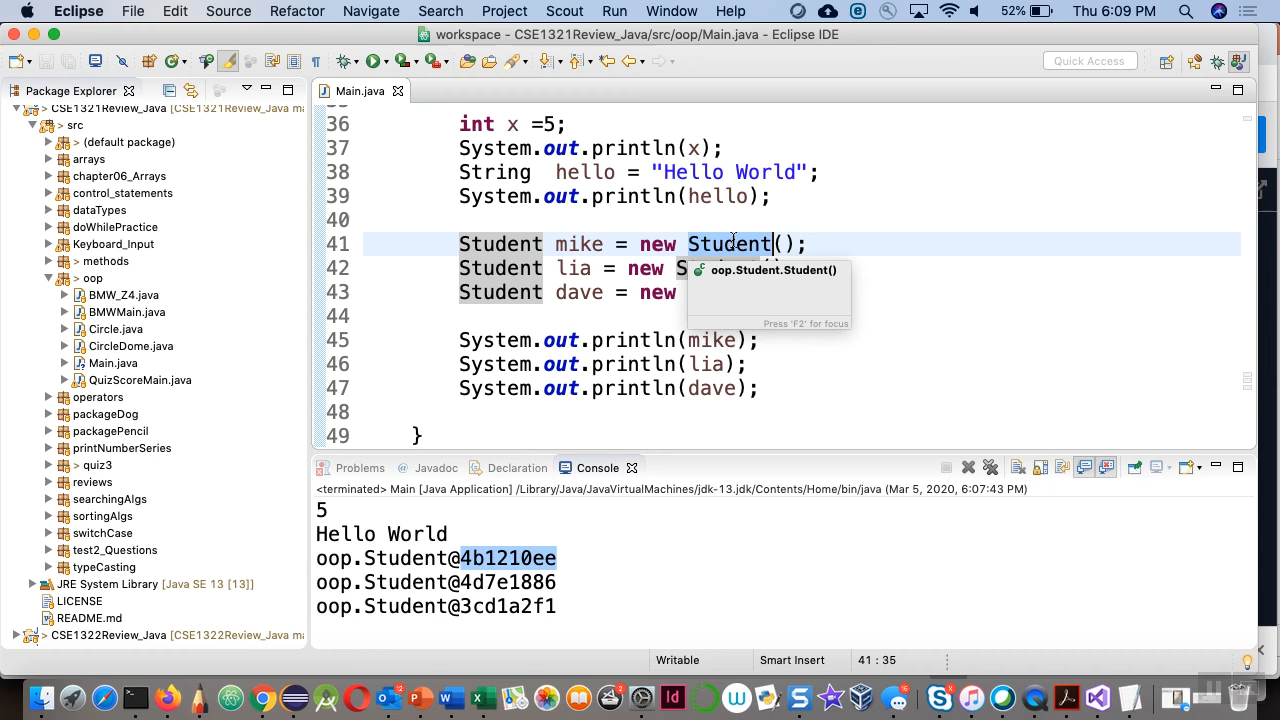 Eclipse File Edit Source Refactor Navigate Search Project Scout Run Window Help 52% Thu 6:09 PM
workspace - CSE1321Review_Java/src/oop/Main.java - Eclipse IDE
Quick Access
Package Explorer
Main.java
CSE1321Review_Java [CSE1321Review_Java ma
> src
> (default package)
arrays
chapter06_Arrays
control_statements
dataTypes
doWhilePractice
Keyboard_Input
> methods
> oop
BMW_Z4.java
BMWMain.java
Circle.java
CircleDome.java
Main.java
QuizScoreMain.java
operators
packageDog
packagePencil
printNumberSeries
> quiz3
reviews
searchingAlgs
sortingAlgs
switchCase
test2_Questions
typeCasting
JRE System Library [Java SE 13 [13]]
LICENSE
README.md
> CSE1322Review_Java [CSE1322Review_Java ma
36 int x =5;
37 System.out.println(x);
38 String hello = "Hello World";
39 System.out.println(hello);
40
41 Student mike = new Student();
42 Student lia = new
43 Student dave = new
oop.Student.Student()
Press 'F2' for focus
45 System.out.println(mike);
46 System.out.println(lia);
47 System.out.println(dave);
48
49 }
Problems @ Javadoc Declaration Console
<terminated> Main [Java Application] /Library/Java/JavaVirtualMachines/jdk-13.jdk/Contents/Home/bin/java (Mar 5, 2020, 6:07:43 PM)
5
Hello World
oop.Student@4b1210ee
oop.Student@4d7e1886
oop.Student@3cd1a2f1
Writable Smart Insert 41 : 35